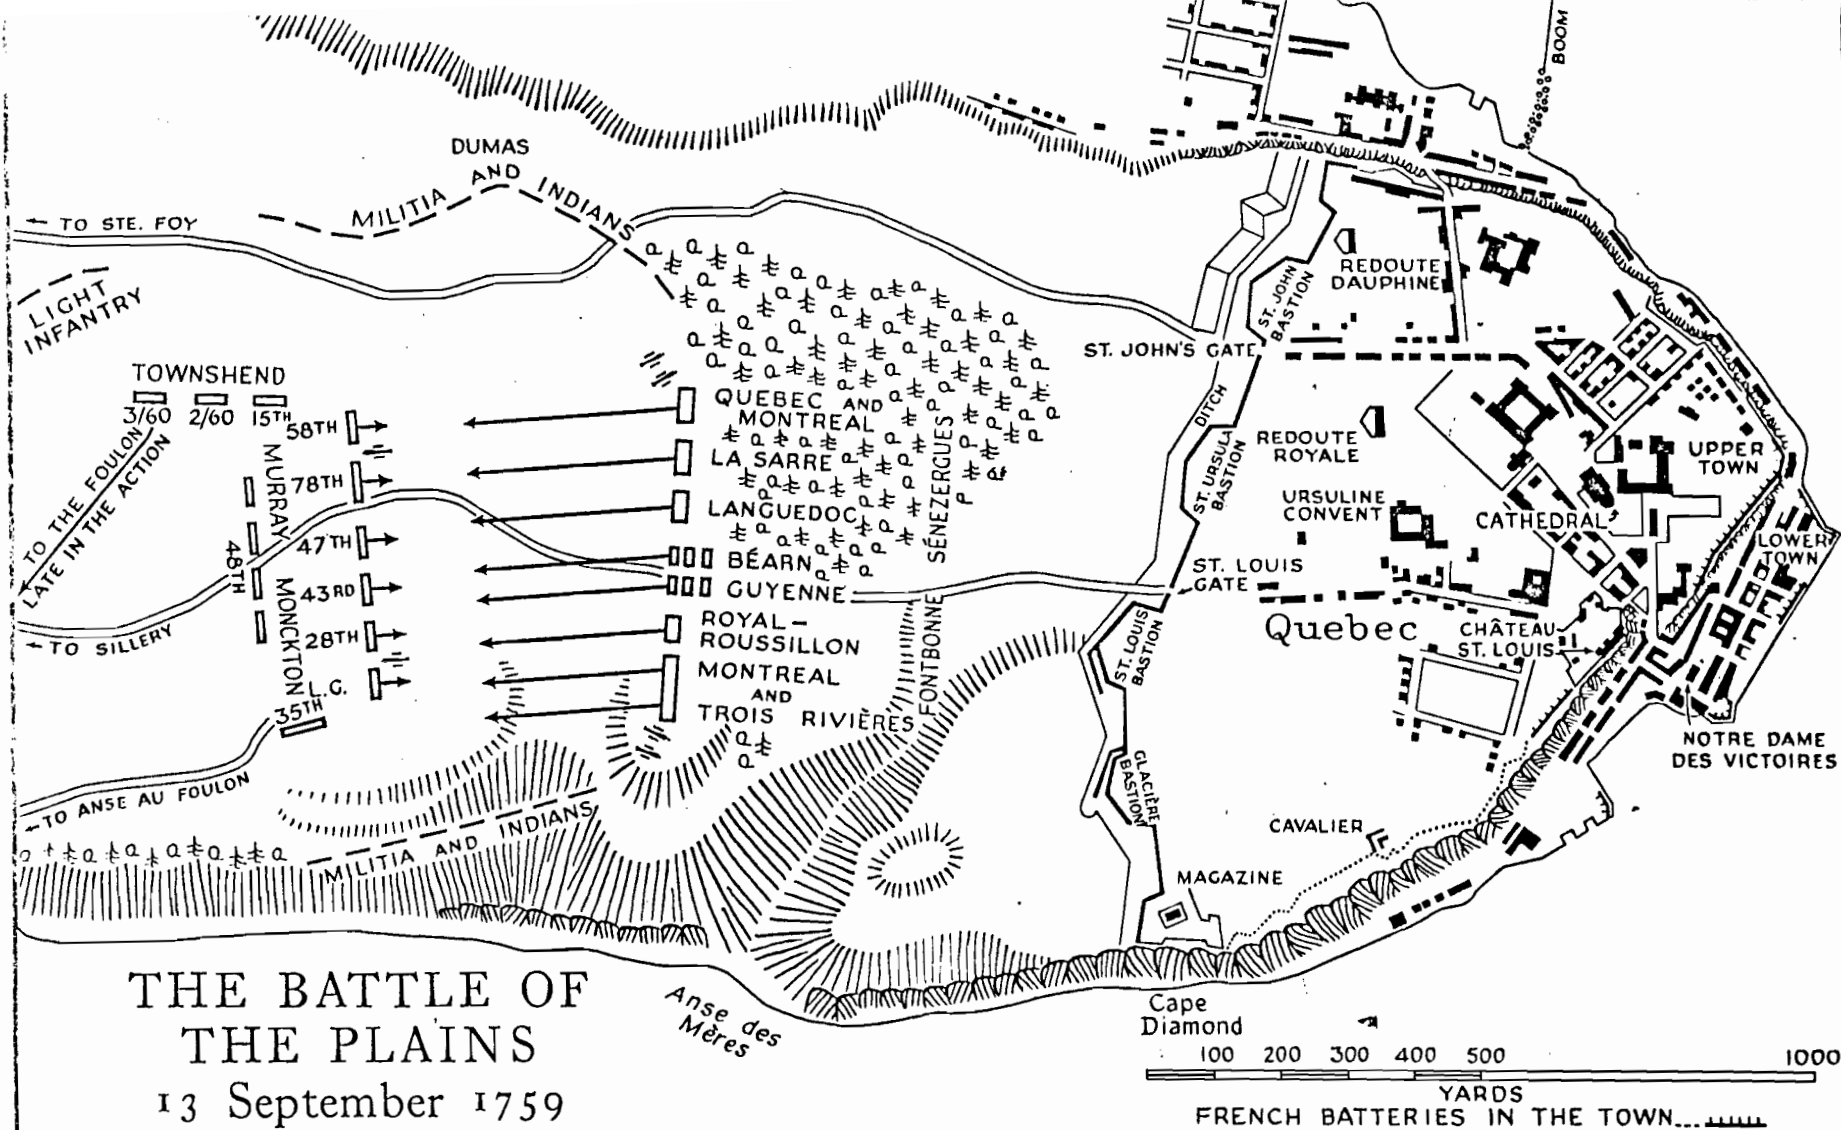 BOOM
DUMAS
MILITIA AND INDIANS
← TO STE. FOY
LIGHT
INFANTRY
TOWNSHEND
3/60 2/60 15TH
58TH
MURRAY
78TH
TO THE FOULON
LATE IN THE ACTION
47TH
48TH
43RD
MONCKTON
28TH
← TO SILLERY
L.G.
35TH
← TO ANSE AU FOULON
MILITIA AND INDIANS
QUEBEC AND
MONTREAL
LA SARRE
LANGUEDOC
BÉARN
GUYENNE
ROYAL-
ROUSSILLON
MONTREAL
AND
TROIS RIVIÈRES
SENEZERGUES
FONTBONNE
REDOUTE
DAUPHINE
ST. JOHN
BASTION
ST. JOHN'S GATE
DITCH
REDOUTE
ROYALE
ST. URSULA
BASTION
URSULINE
CONVENT
UPPER
TOWN
CATHEDRAL
LOWER
TOWN
ST. LOUIS
GATE
Quebec
CHÂTEAU
ST. LOUIS
ST. LOUIS
BASTION
NOTRE DAME
DES VICTOIRES
GLACIÈRE
BASTION
CAVALIER
MAGAZINE
THE BATTLE OF
THE PLAINS
13 September 1759
Anse des
Mères
Cape
Diamond
100 200 300 400 500 1000
YARDS
FRENCH BATTERIES IN THE TOWN...